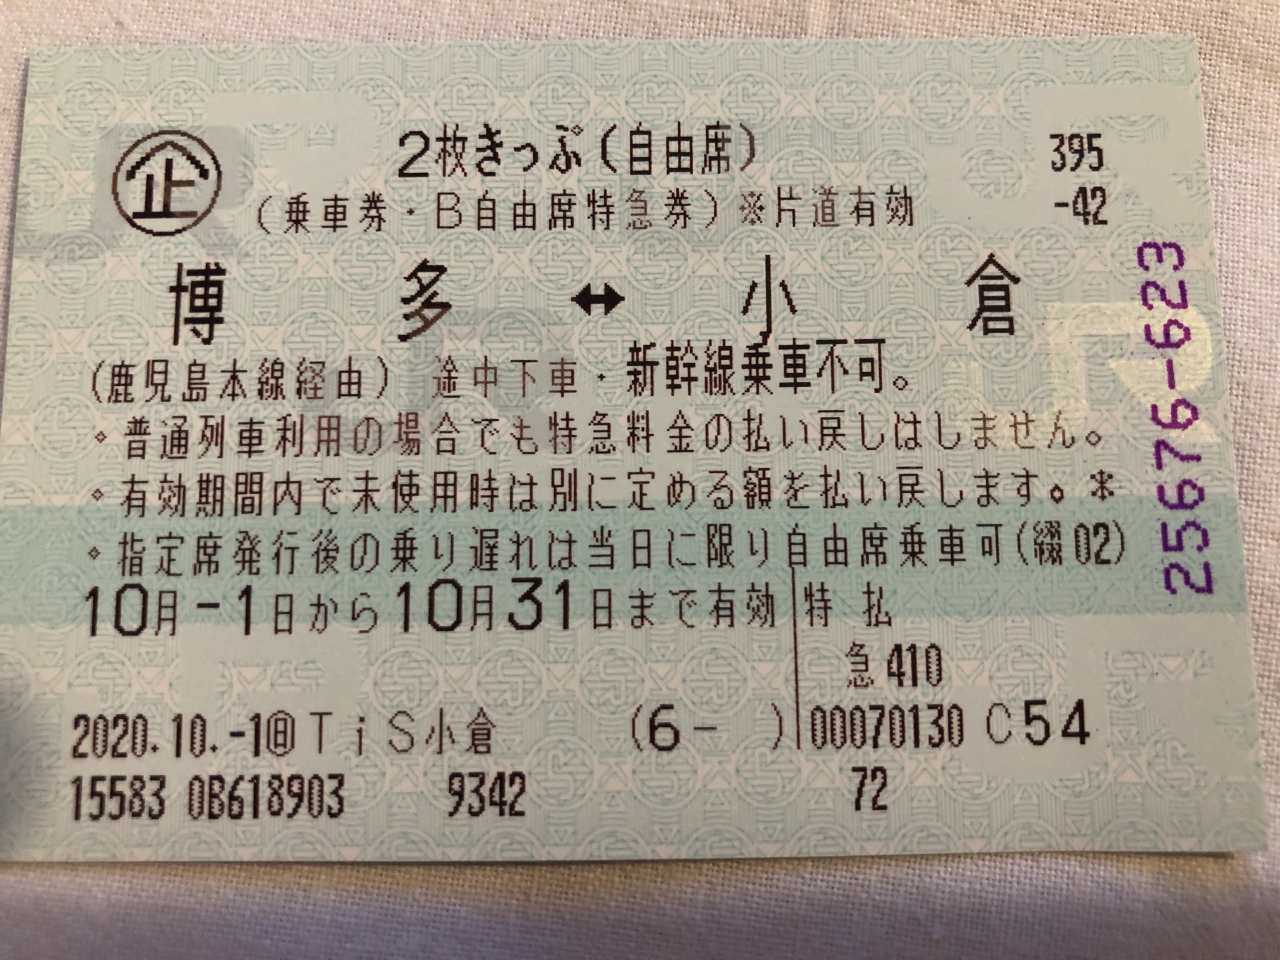 企 2枚きっぷ(自由席) 395
(乗車券・B自由席特急券)※片道有効 -42
博多↔小倉
(鹿児島本線経由) 途中下車・新幹線乗車不可。
・普通列車利用の場合でも特急料金の払い戻しはしません。
・有効期間内で未使用時は別に定める額を払い戻します。*
・指定席発行後の乗り遅れは当日に限り自由席乗車可(綴02)
10月-1日から10月31日まで有効 特 払
急410
2020.10.-1 TiS小倉 (6- ) 00070130 C54
15583 0B618903 9342 72
25676-623